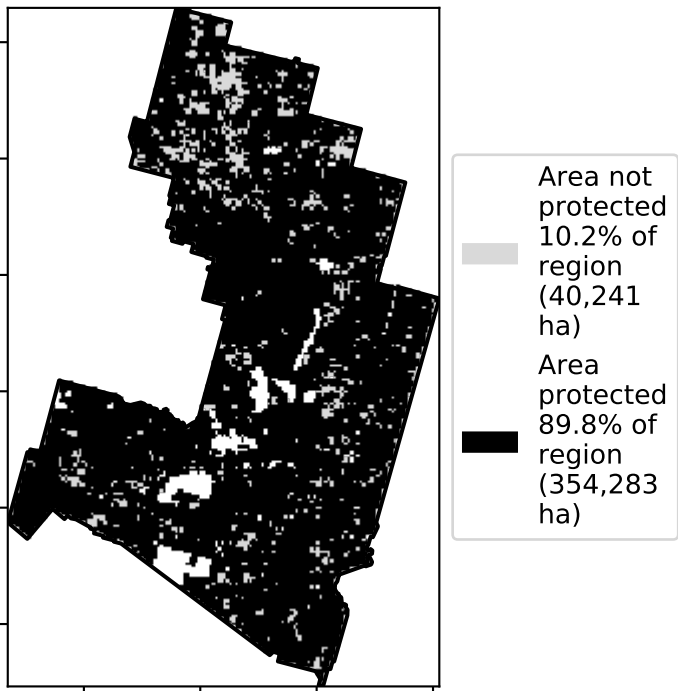 Area not
protected
10.2% of
region
(40,241
ha)
Area
protected
89.8% of
region
(354,283
ha)